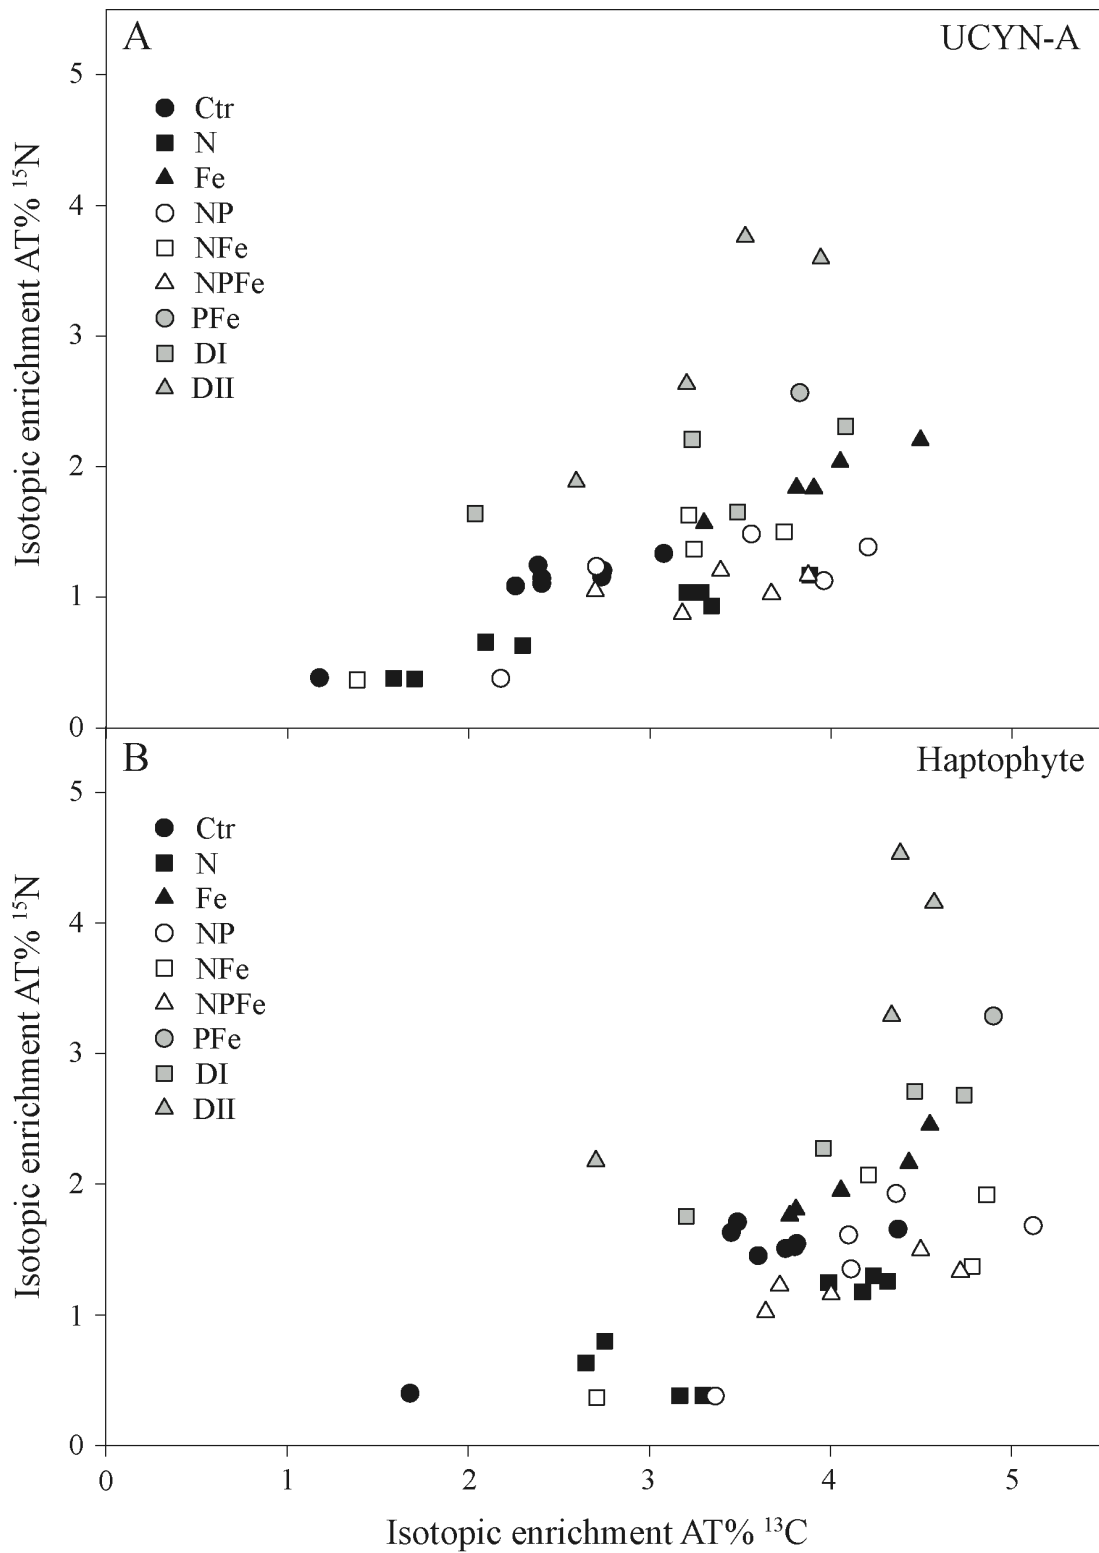 A
UCYN-A
5
4
3
2
1
0
Isotopic enrichment AT% ¹⁵N
Ctr
N
Fe
NP
NFe
NPFe
PFe
DI
DII
B
Haptophyte
5
4
3
2
1
0
Isotopic enrichment AT% ¹⁵N
Ctr
N
Fe
NP
NFe
NPFe
PFe
DI
DII
0 1 2 3 4 5
Isotopic enrichment AT% ¹³C